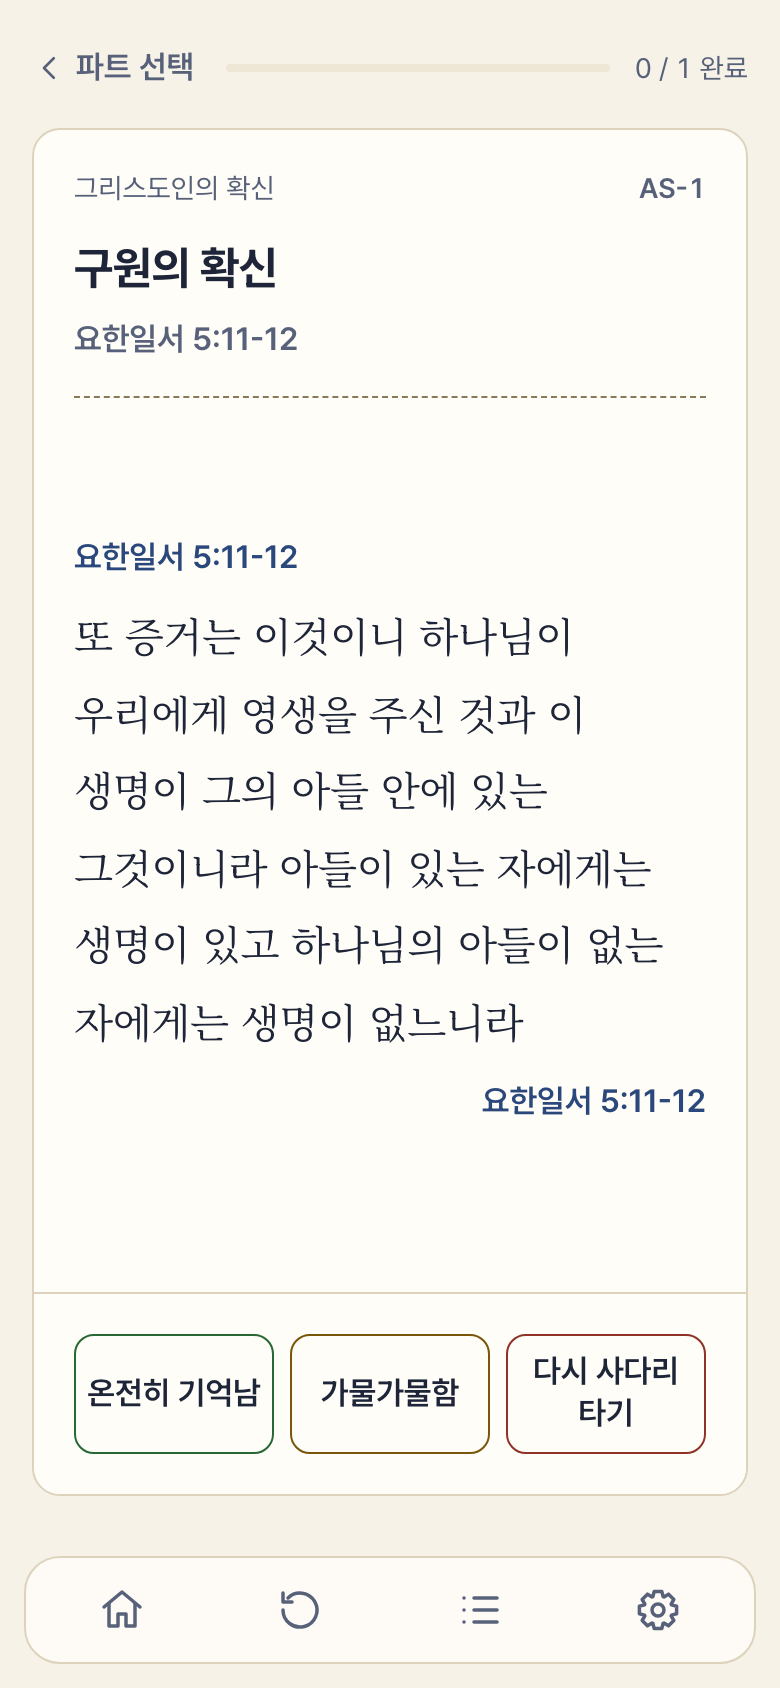 파트 선택
0 / 1 완료
그리스도인의 확신
AS-1
구원의 확신
요한일서 5:11-12
요한일서 5:11-12
또 증거는 이것이니 하나님이
우리에게 영생을 주신 것과 이
생명이 그의 아들 안에 있는
그것이니라 아들이 있는 자에게는
생명이 있고 하나님의 아들이 없는
자에게는 생명이 없느니라
요한일서 5:11-12
온전히 기억남
가물가물함
다시 사다리
타기